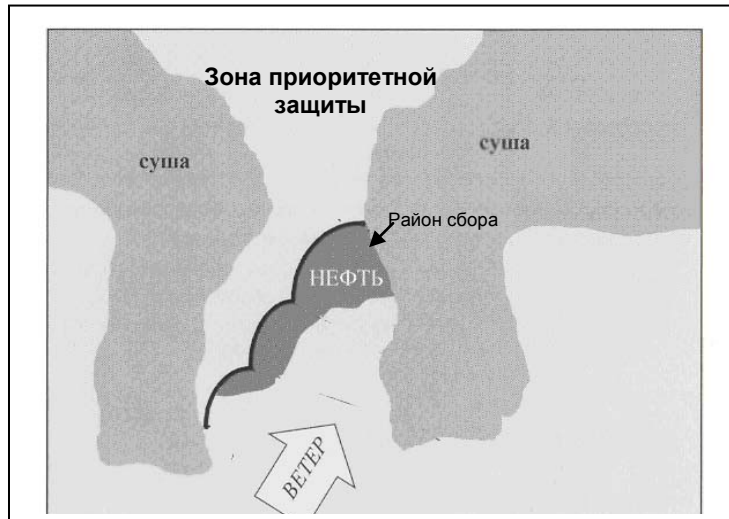 Зона приоритетной
защиты
суша
суша
Район сбора
НЕФТЬ
ВЕТЕР